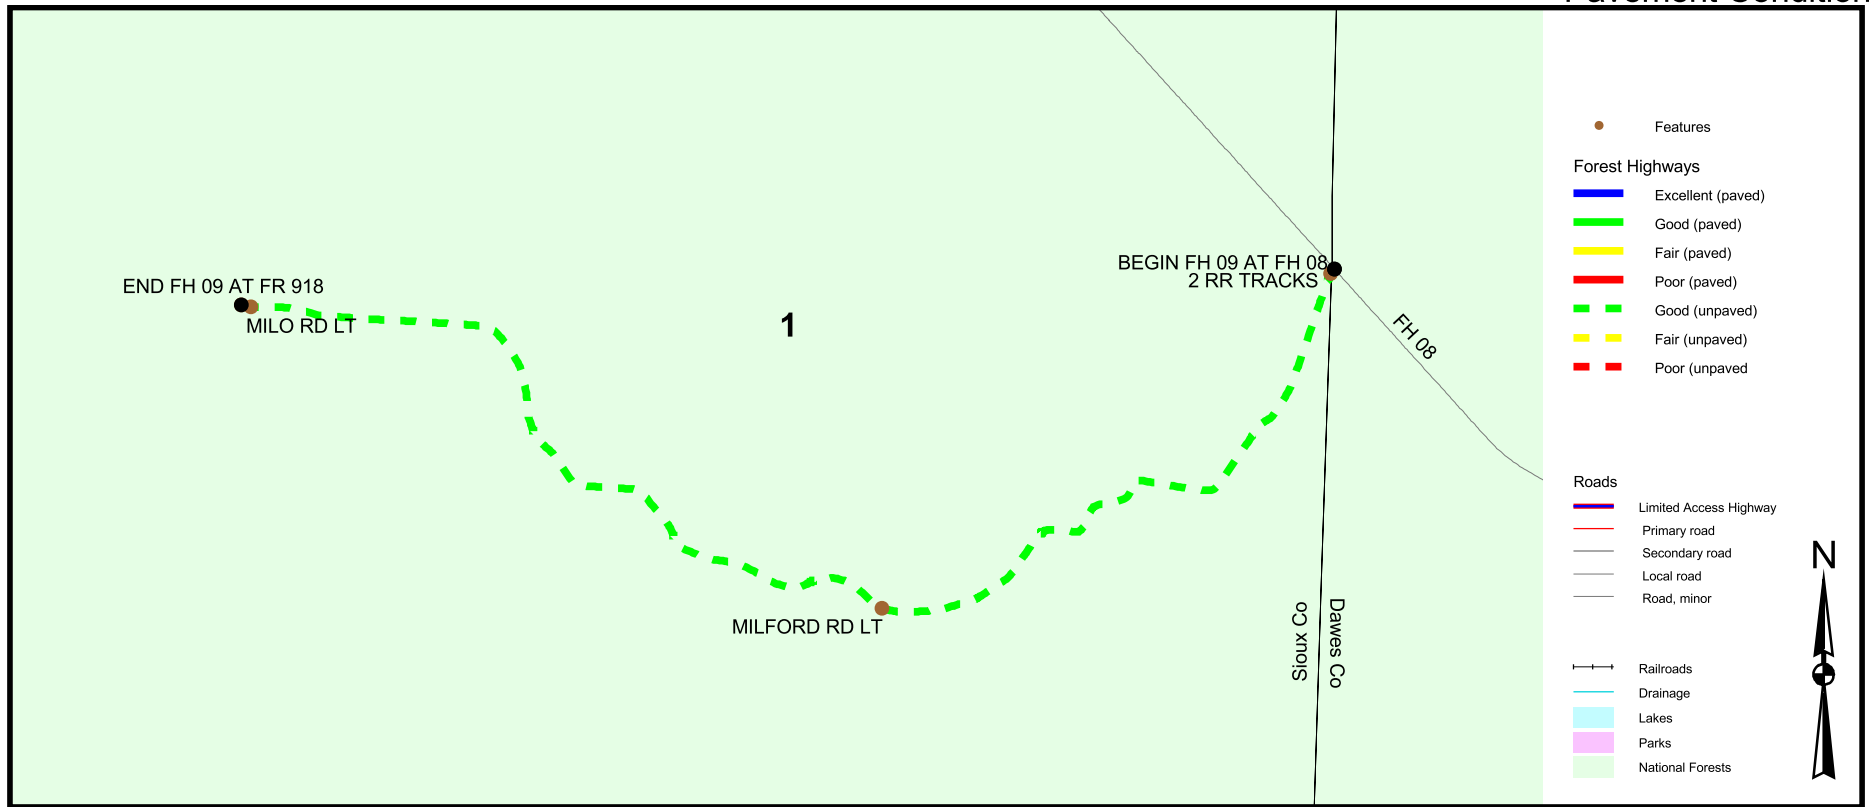 Pavement Condition
END FH 09 AT FR 918
MILO RD LT
1
BEGIN FH 09 AT FH 08
2 RR TRACKS
FH 08
MILFORD RD LT
Sioux Co
Dawes Co
Features
Forest Highways
Excellent (paved)
Good (paved)
Fair (paved)
Poor (paved)
Good (unpaved)
Fair (unpaved)
Poor (unpaved
Roads
Limited Access Highway
Primary road
Secondary road
Local road
Road, minor
N
Railroads
Drainage
Lakes
Parks
National Forests